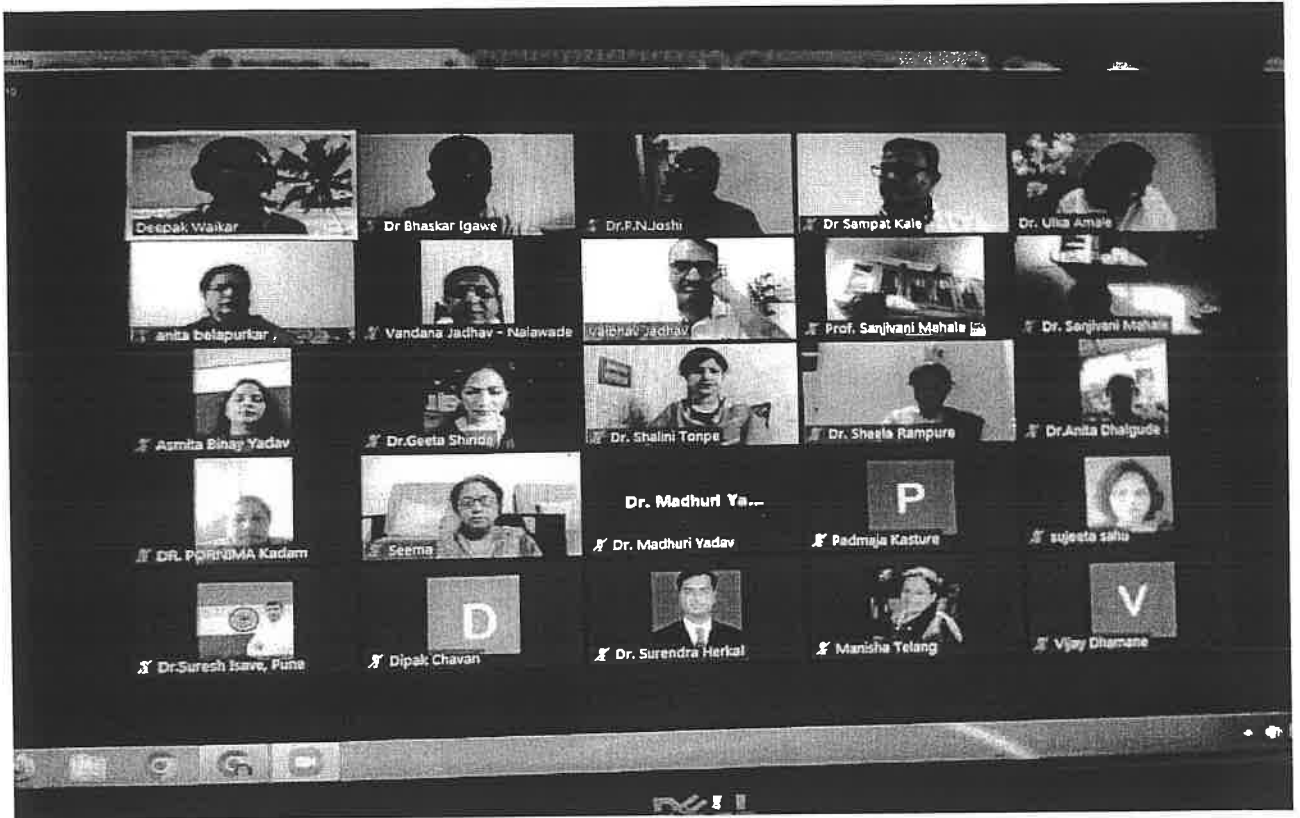 Deepak Waikar
Dr Bhaskar Igawe
Dr.P.N.Joshi
Dr Sampat Kale
Dr. Ulka Amale
anita belapurkar
Vandana Jadhav - Nalawade
Vaibhav Jadhav
Prof. Sanjivani Mahale
Dr. Sanjivani Mahale
Asmita Binay Yadav
Dr.Geeta Shinde
Dr. Shalini Tonpe
Dr. Sheela Rampure
Dr.Anita Dhaigude
DR. PORNIMA Kadam
Seema
Dr. Madhuri Ya...
Dr. Madhuri Yadav
P
Padmaja Kasture
sujeeta sahu
Dr.Suresh Isave, Pune
D
Dipak Chavan
Dr. Surendra Herkal
Manisha Telang
V
Vijay Dhamane